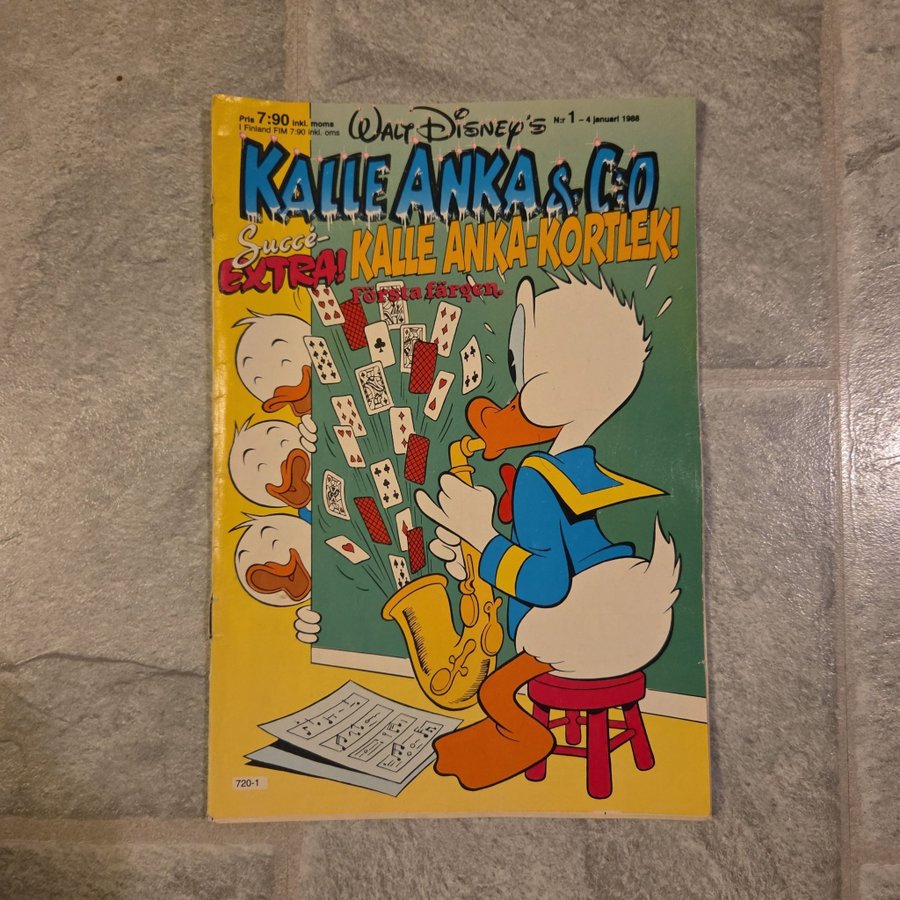 Pris 7:90 inkl. moms
I Finland FIM 7:90 inkl. oms
WALT DISNEY'S
N:r 1 - 4 januari 1988
KALLE ANKA & C:O
Succé-
EXTRA!
KALLE ANKA-KORTLEK!
Första färgen.
720-1